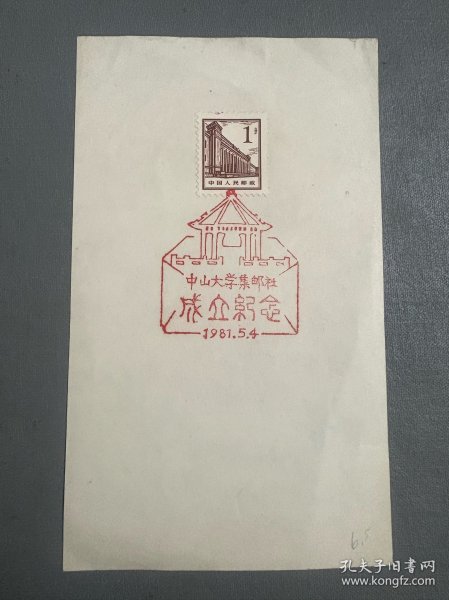 1分
中国人民邮政
中山大学集邮社
成立紀念
1981.5.4
6.5
孔夫子旧书网
www.kongfz.com